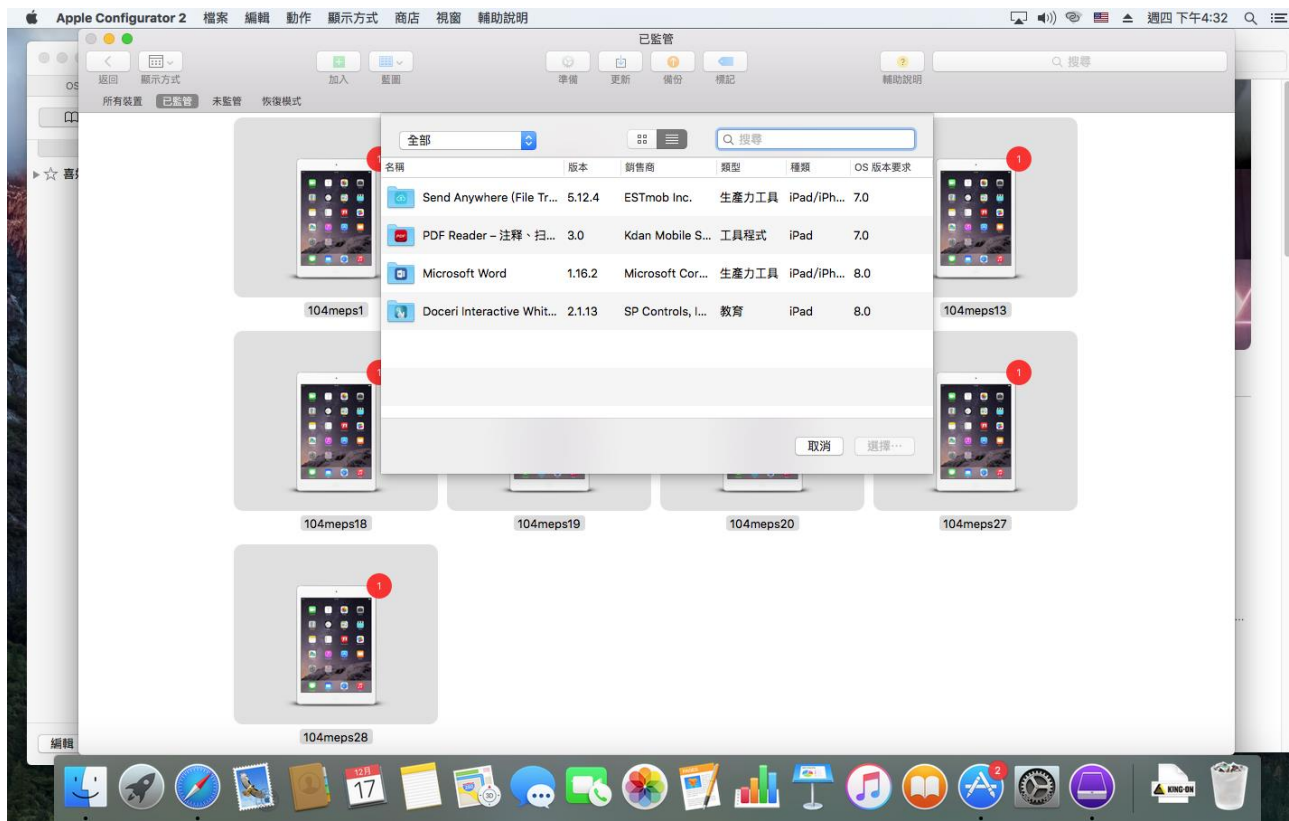 Apple Configurator 2 檔案 編輯 動作 顯示方式 商店 視窗 輔助說明 週四 下午4:32
已監管
返回 顯示方式 加入 藍圖 準備 更新 備份 標記 輔助說明 搜尋
所有裝置 已監管 未監管 恢復模式
OS
喜
編輯
全部 搜尋
名稱 版本 銷售商 類型 種類 OS 版本要求
Send Anywhere (File Tr... 5.12.4 ESTmob Inc. 生產力工具 iPad/iPh... 7.0
PDF Reader – 注釋、扫... 3.0 Kdan Mobile S... 工具程式 iPad 7.0
Microsoft Word 1.16.2 Microsoft Cor... 生產力工具 iPad/iPh... 8.0
Doceri Interactive Whit... 2.1.13 SP Controls, I... 教育 iPad 8.0
取消 選擇…
1 1
104meps1 104meps13
1 1
104meps18 104meps19 104meps20 104meps27
1
104meps28
12月
17
2
KING-ON